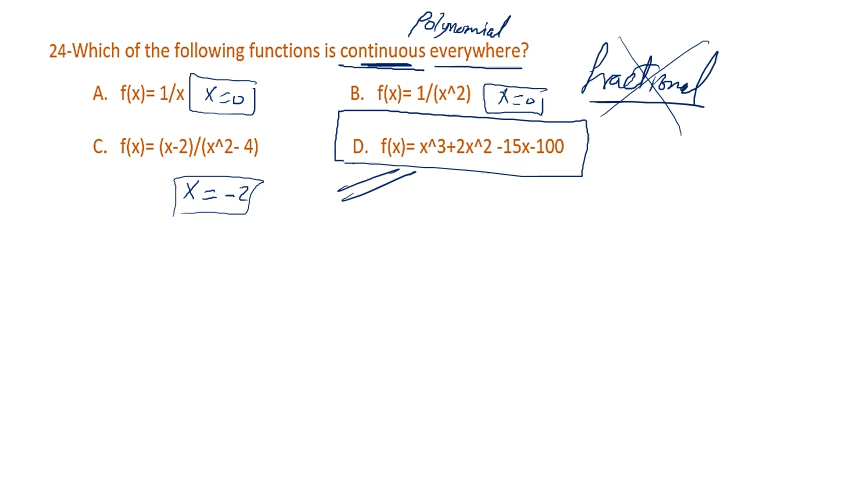 Polynomial
24-Which of the following functions is continuous everywhere?
fractional
A. f(x)= 1/x x=0 B. f(x)= 1/(x^2) x=0
C. f(x)= (x-2)/(x^2- 4) D. f(x)= x^3+2x^2 -15x-100
x = -2